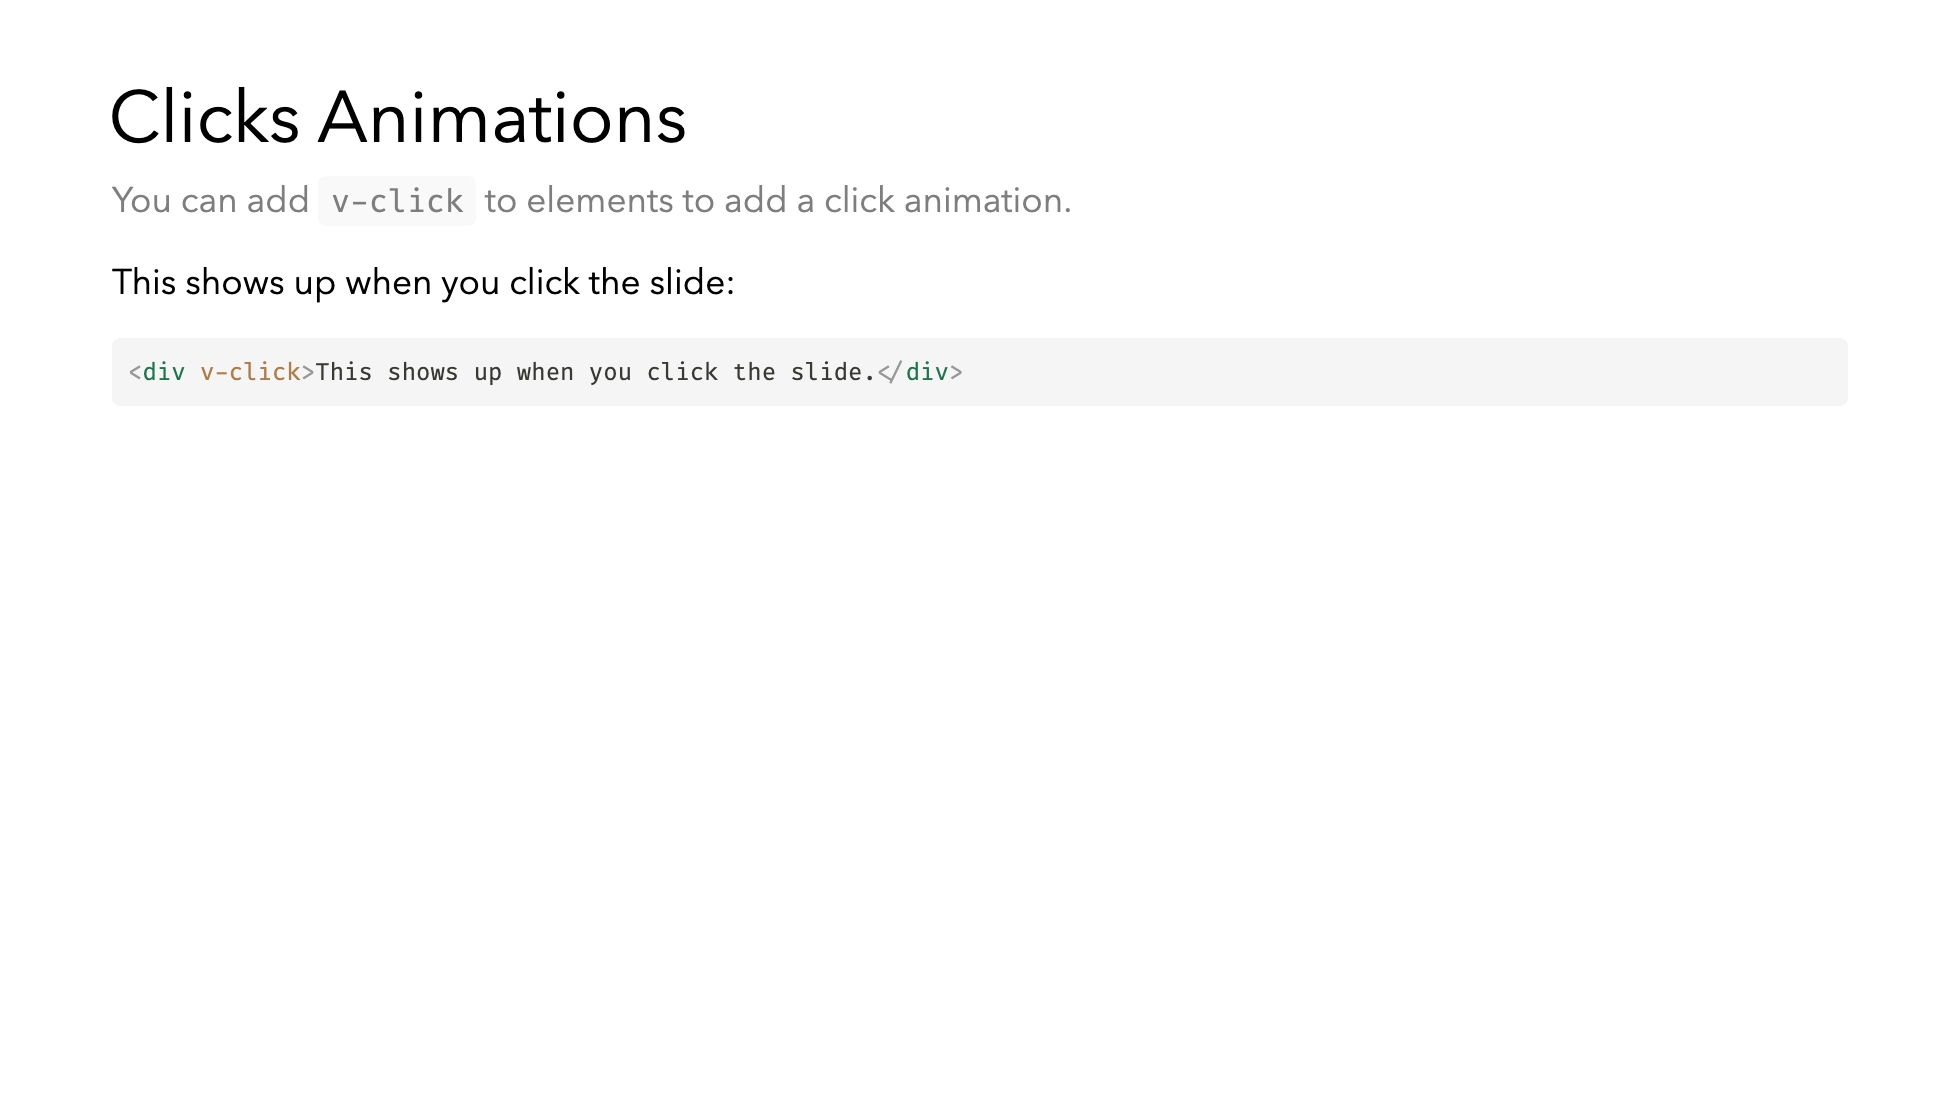 Clicks Animations
You can add v-click to elements to add a click animation.
This shows up when you click the slide:
<div v-click>This shows up when you click the slide.</div>